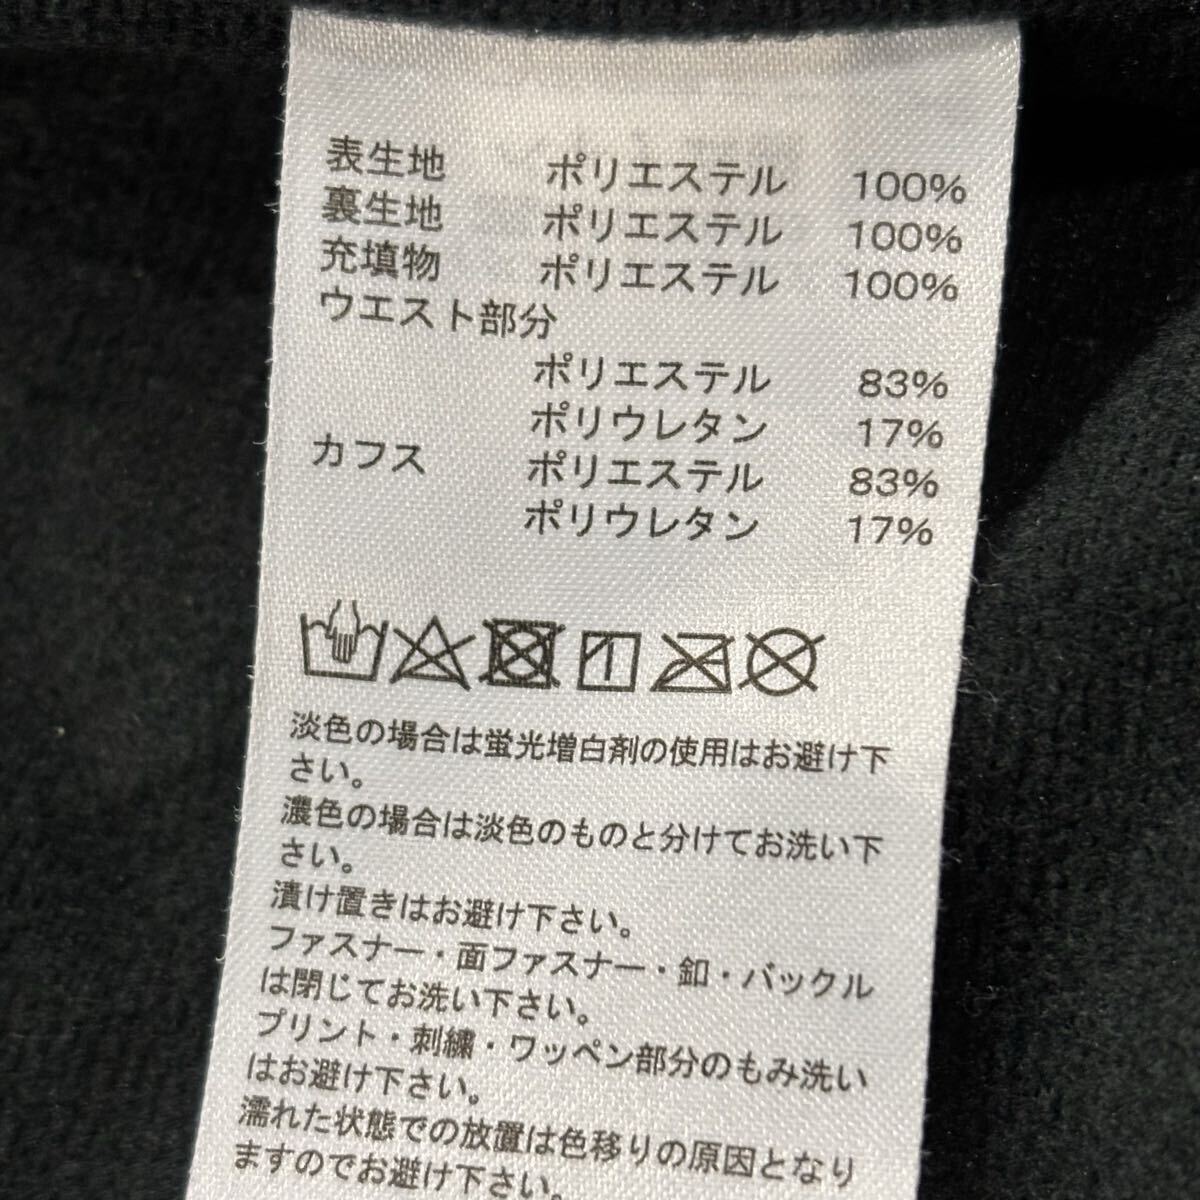 表生地 ポリエステル 100%
裏生地 ポリエステル 100%
充填物 ポリエステル 100%
ウエスト部分
ポリエステル 83%
ポリウレタン 17%
カフス ポリエステル 83%
ポリウレタン 17%
淡色の場合は蛍光増白剤の使用はお避け下
さい。
濃色の場合は淡色のものと分けてお洗い下
さい。
漬け置きはお避け下さい。
ファスナー・面ファスナー・釦・バックル
は閉じてお洗い下さい。
プリント・刺繍・ワッペン部分のもみ洗い
はお避け下さい。
濡れた状態での放置は色移りの原因となり
ますのでお避け下さい。